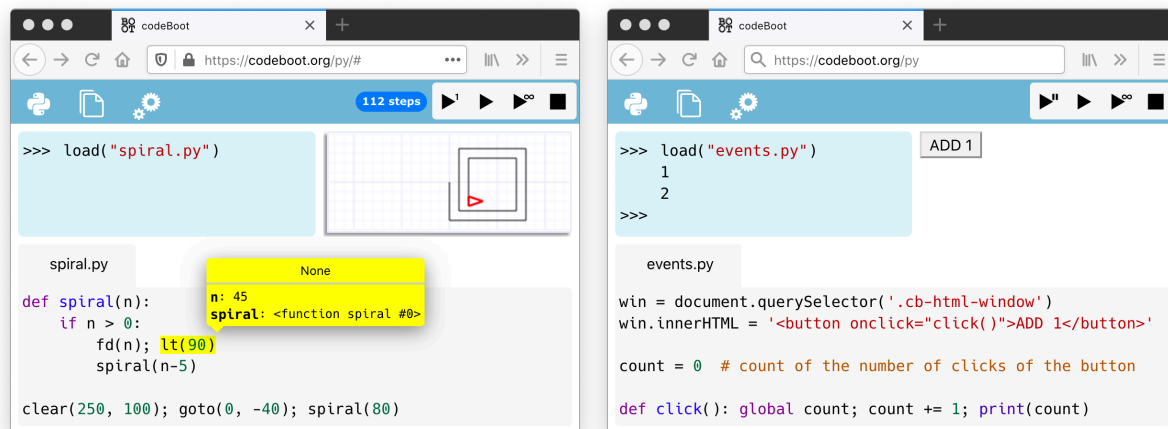 codeBoot
https://codeboot.org/py/#
112 steps
1
∞
>>> load("spiral.py")
spiral.py
None
n: 45
spiral: <function spiral #0>
def spiral(n):
if n > 0:
fd(n); lt(90)
spiral(n-5)
clear(250, 100); goto(0, -40); spiral(80)
codeBoot
https://codeboot.org/py
∞
>>> load("events.py")
1
2
>>>
ADD 1
events.py
win = document.querySelector('.cb-html-window')
win.innerHTML = '<button onclick="click()">ADD 1</button>'
count = 0 # count of the number of clicks of the button
def click(): global count; count += 1; print(count)